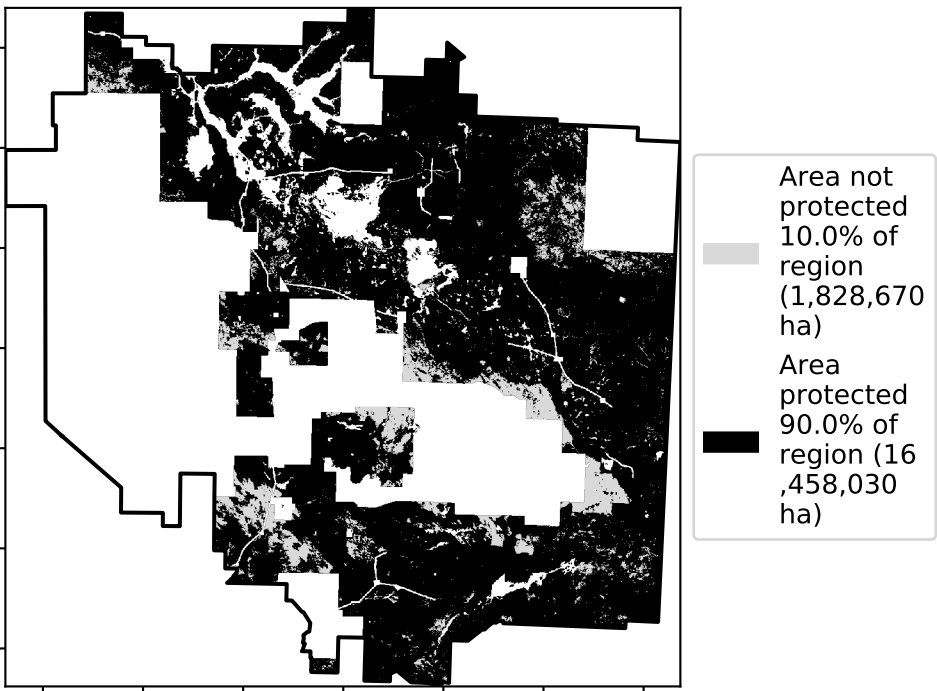 Area not
protected
10.0% of
region
(1,828,670
ha)
Area
protected
90.0% of
region (16
,458,030
ha)